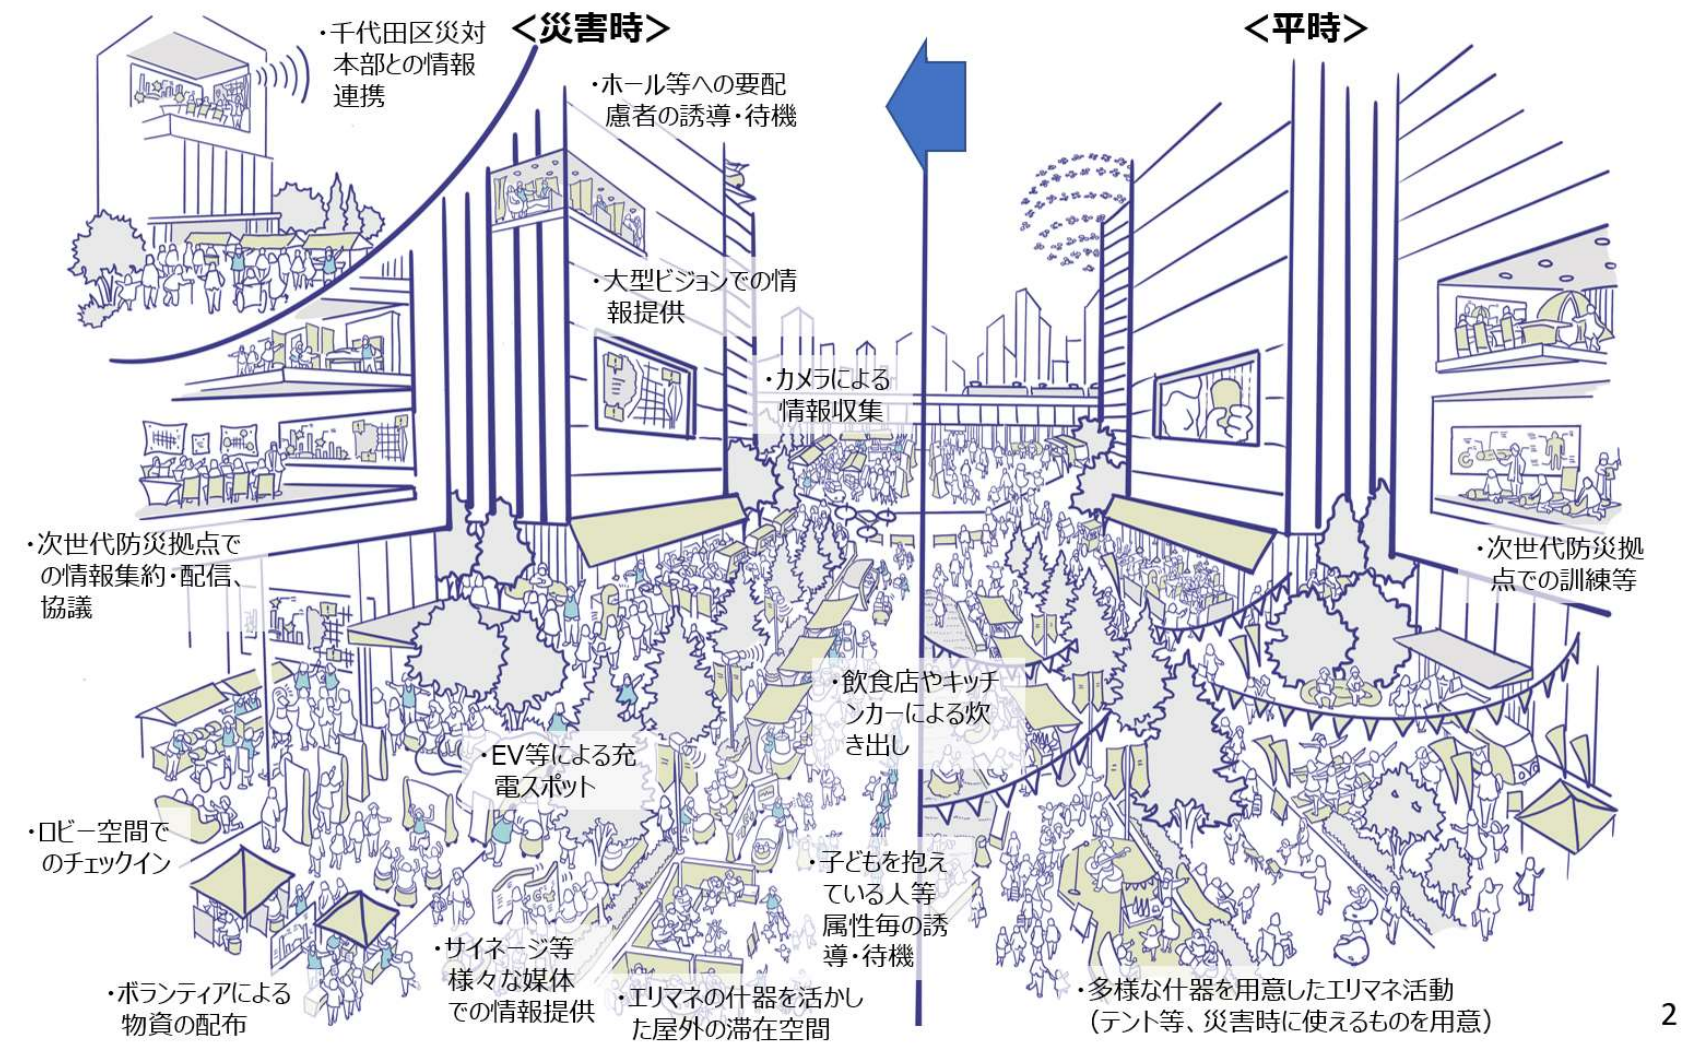 ＜災害時＞
＜平時＞
・千代田区災対
本部との情報
連携
・ホール等への要配
慮者の誘導・待機
・大型ビジョンでの情
報提供
・カメラによる
情報収集
・次世代防災拠点で
の情報集約・配信、
協議
・次世代防災拠
点での訓練等
・飲食店やキッチ
ンカーによる炊
き出し
・EV等による充
電スポット
・ロビー空間で
のチェックイン
・子どもを抱え
ている人等
属性毎の誘
導・待機
・サイネージ等
様々な媒体
での情報提供
・ボランティアによる
物資の配布
・エリマネの什器を活かし
た屋外の滞在空間
・多様な什器を用意したエリマネ活動
（テント等、災害時に使えるものを用意）
2